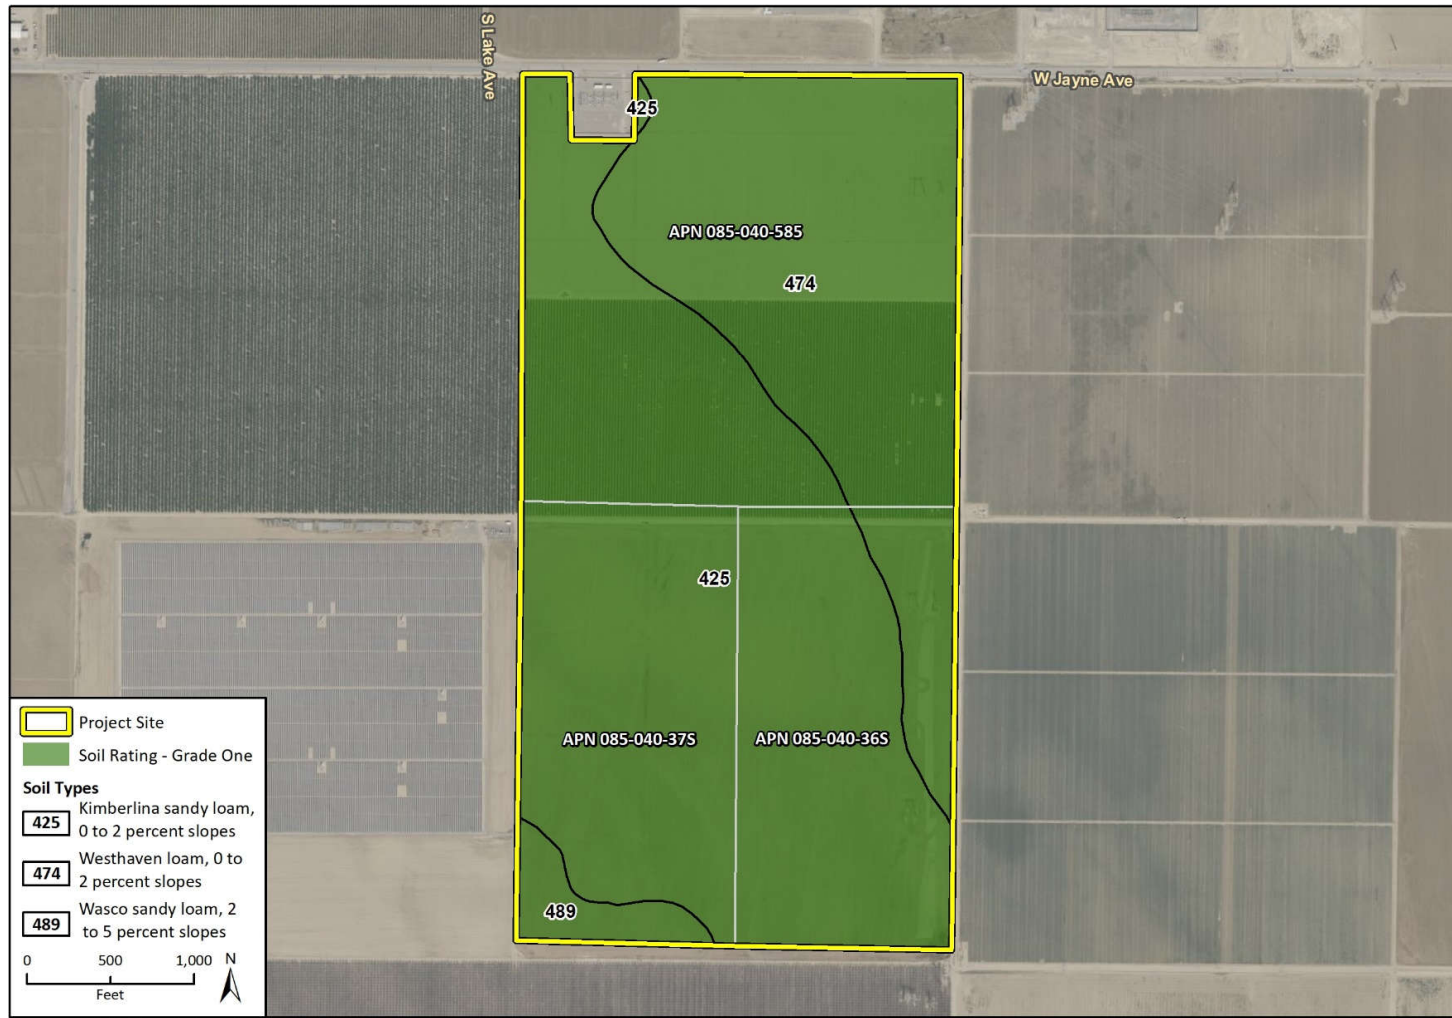 S Lake Ave
W Jayne Ave
425
APN 085-040-585
474
425
APN 085-040-37S
APN 085-040-36S
489
Project Site
Soil Rating - Grade One
Soil Types
425
Kimberlina sandy loam,
0 to 2 percent slopes
474
Westhaven loam, 0 to
2 percent slopes
489
Wasco sandy loam, 2
to 5 percent slopes
0 500 1,000
Feet
N